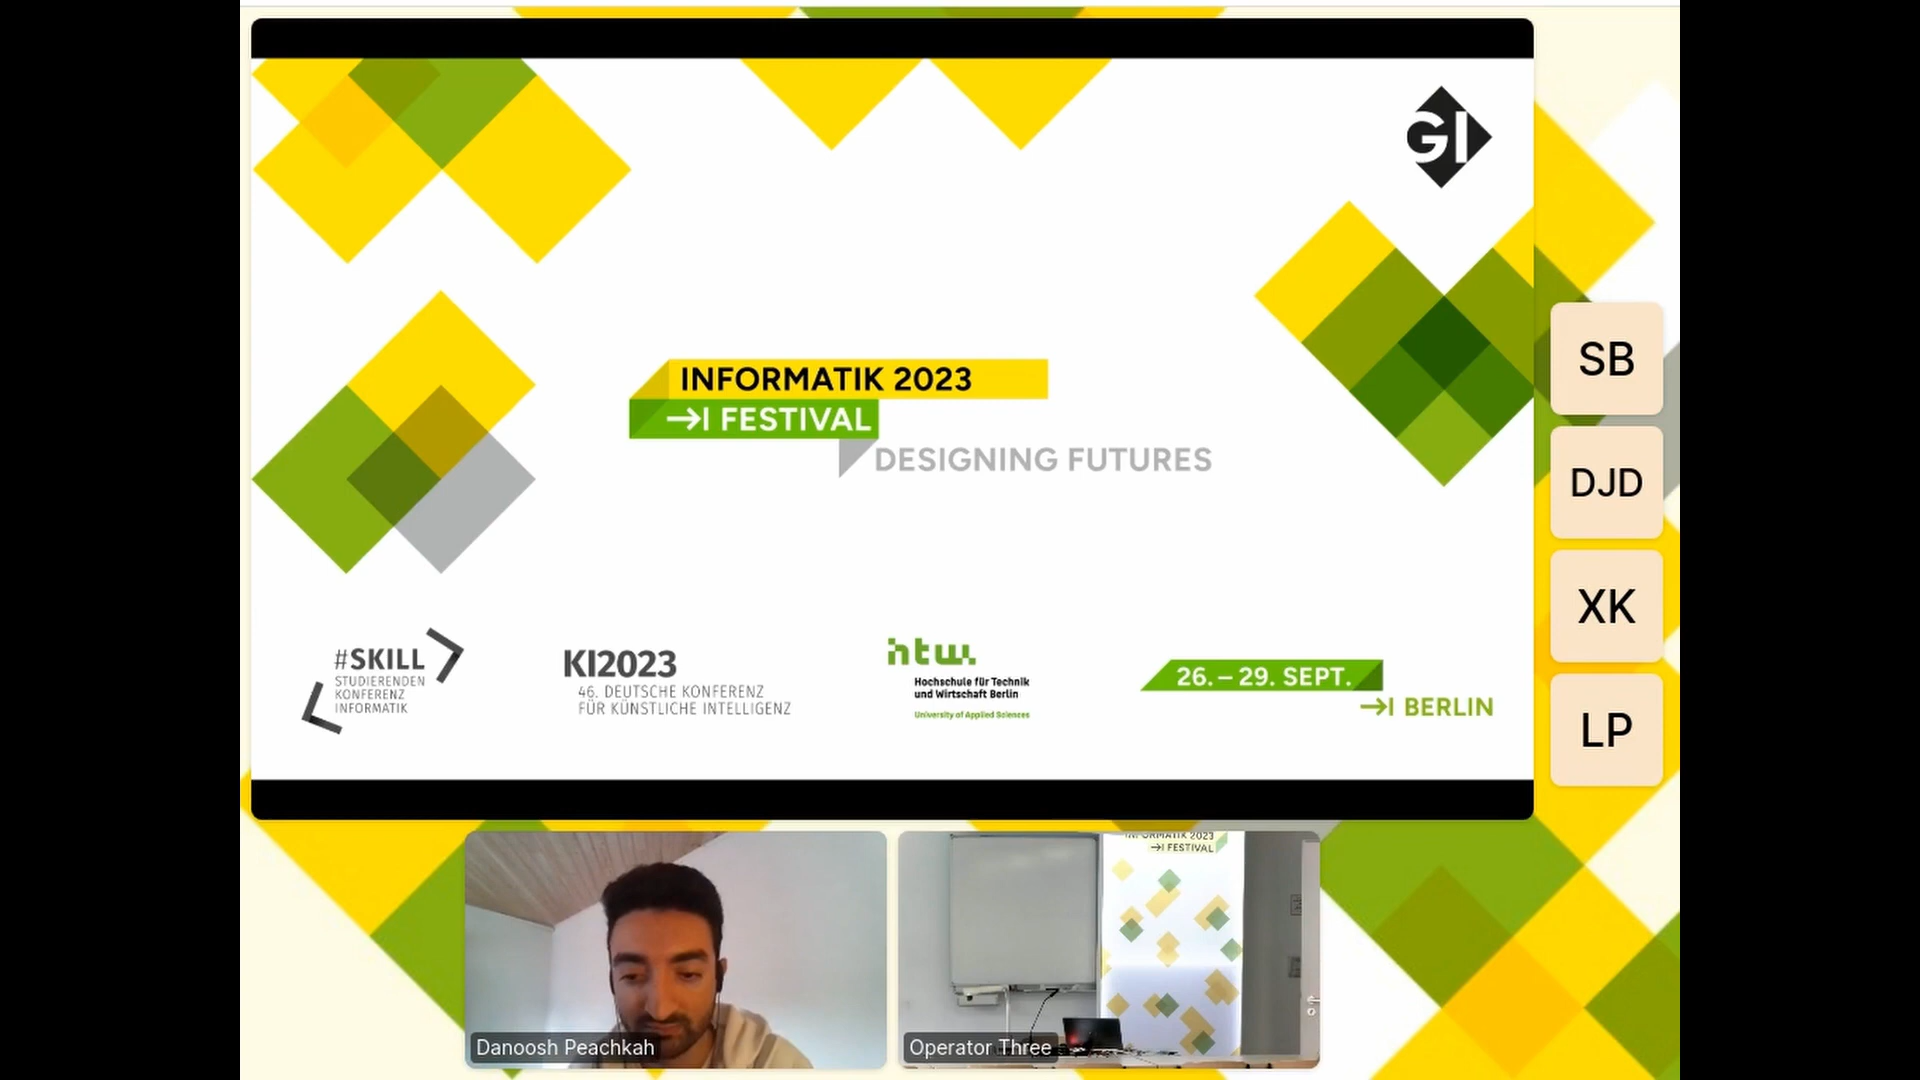 GI
INFORMATIK 2023
→I FESTIVAL
DESIGNING FUTURES
#SKILL
STUDIERENDEN
KONFERENZ
INFORMATIK
KI2023
46. DEUTSCHE KONFERENZ
FÜR KÜNSTLICHE INTELLIGENZ
htw.
Hochschule für Technik
und Wirtschaft Berlin
University of Applied Sciences
26. – 29. SEPT.
→I BERLIN
SB
DJD
XK
LP
INFORMATIK 2023
→I FESTIVAL
Danoosh Peachkah
Operator Three